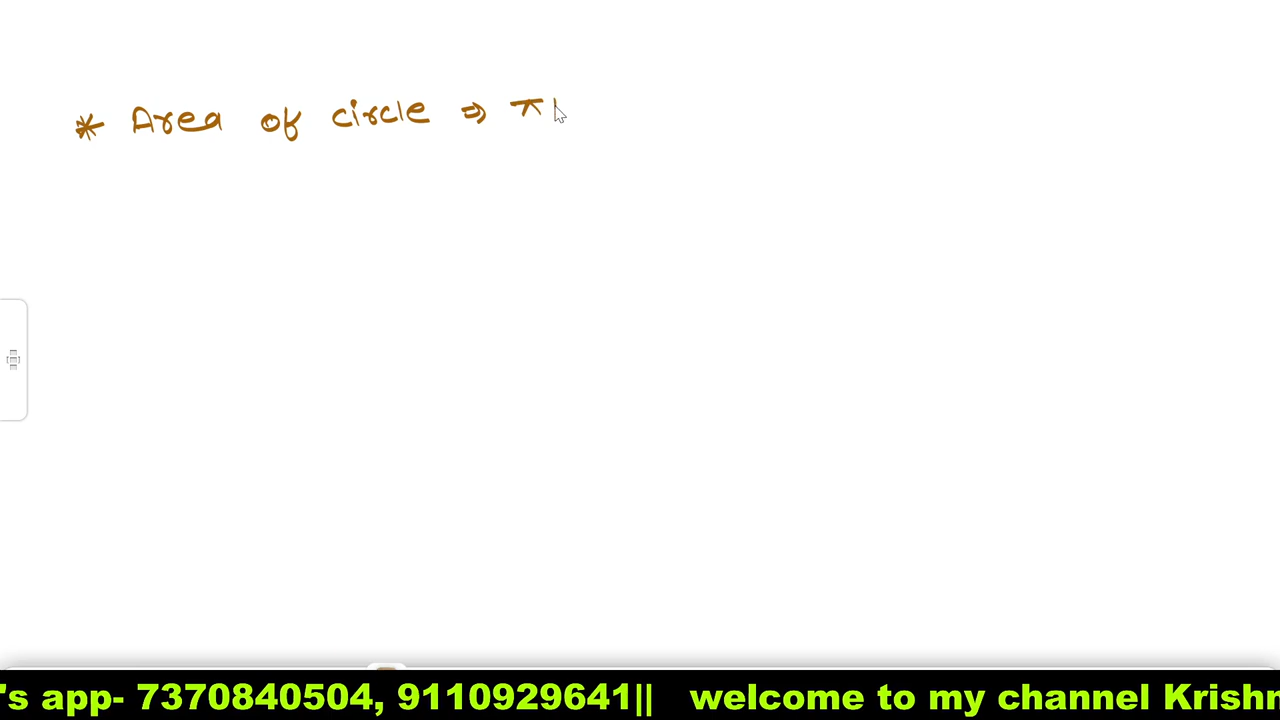 * Area of circle ⇒ π
's app- 7370840504, 9110929641|| welcome to my channel Krishn